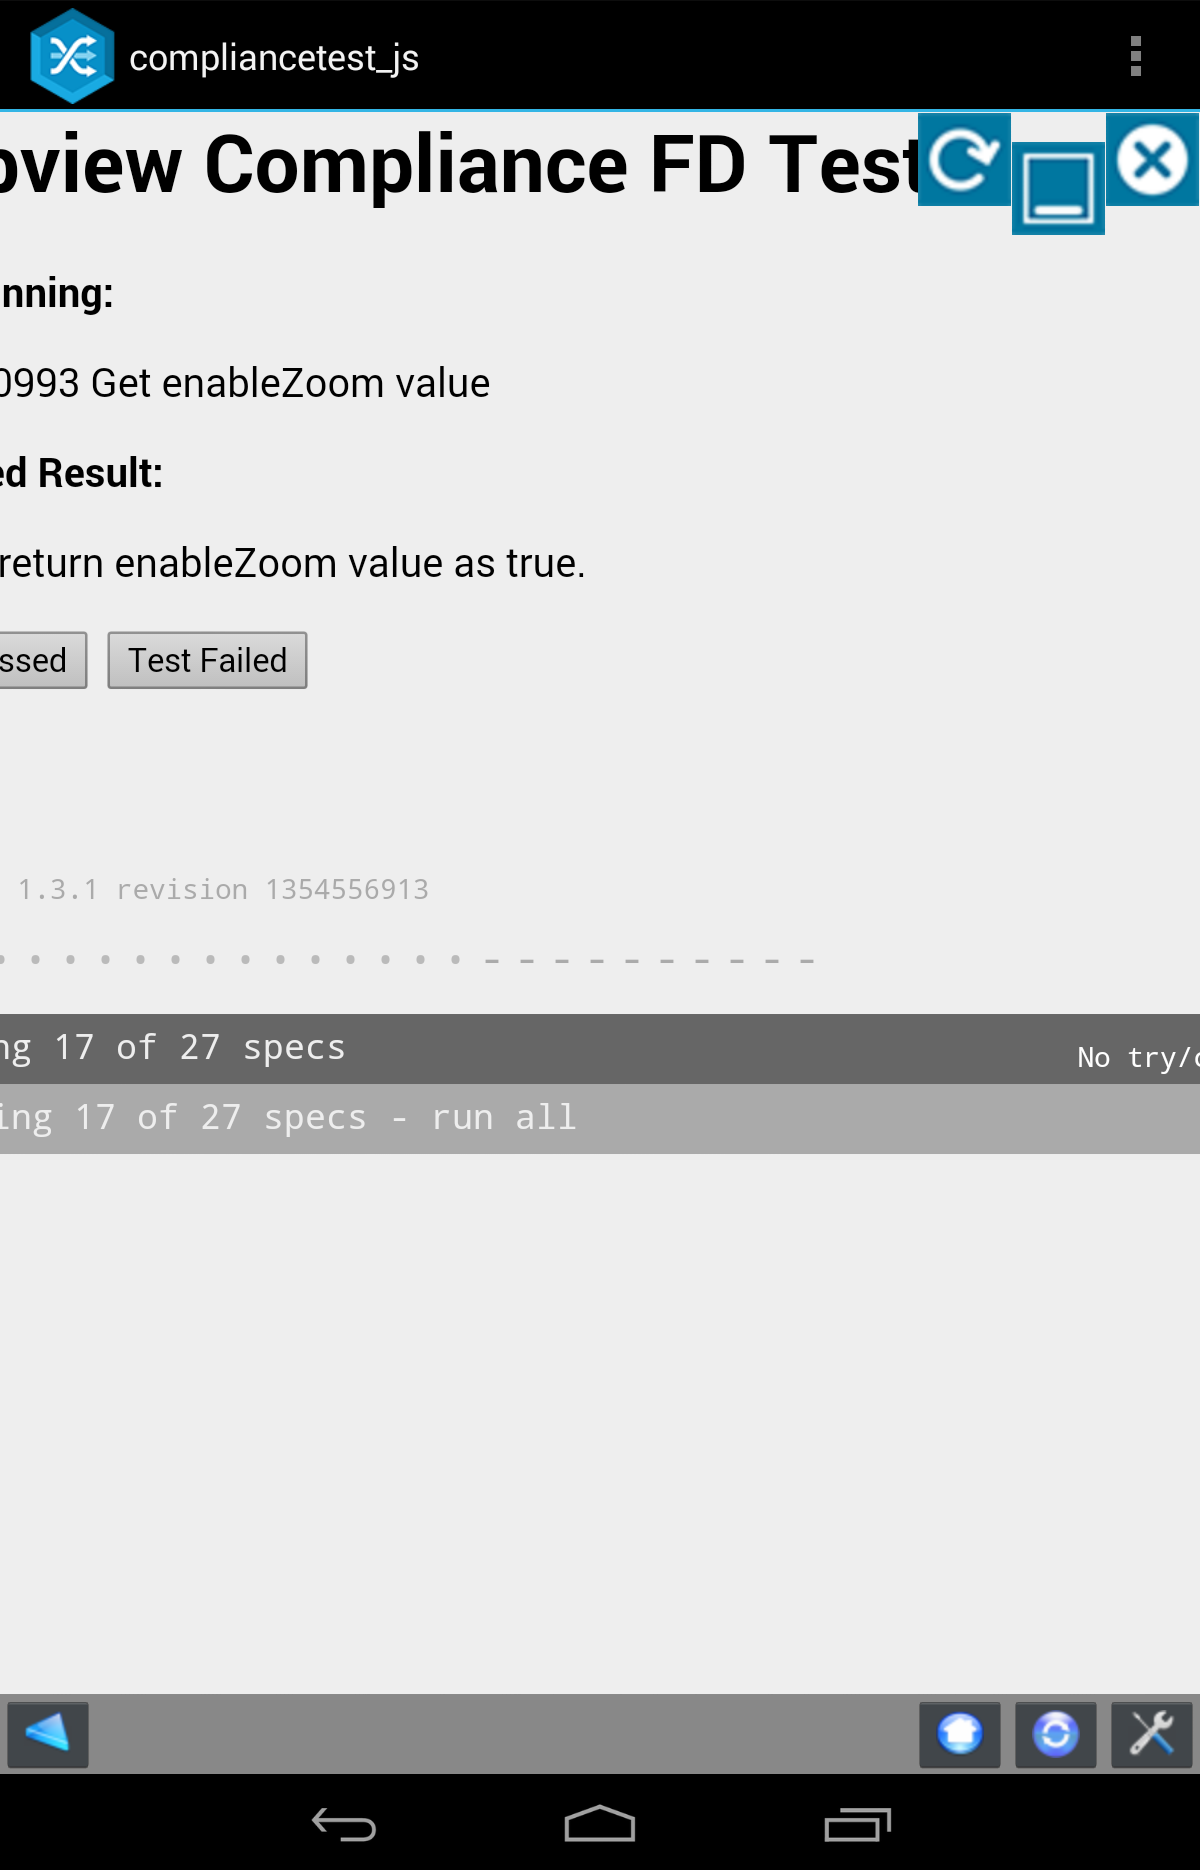 compliancetest_js
bview Compliance FD Test
nning:
0993 Get enableZoom value
ed Result:
return enableZoom value as true.
ssed Test Failed
1.3.1 revision 1354556913
• • • • • • • • • • • • • • - - - - - - - - - -
ng 17 of 27 specs No try/c
ing 17 of 27 specs - run all